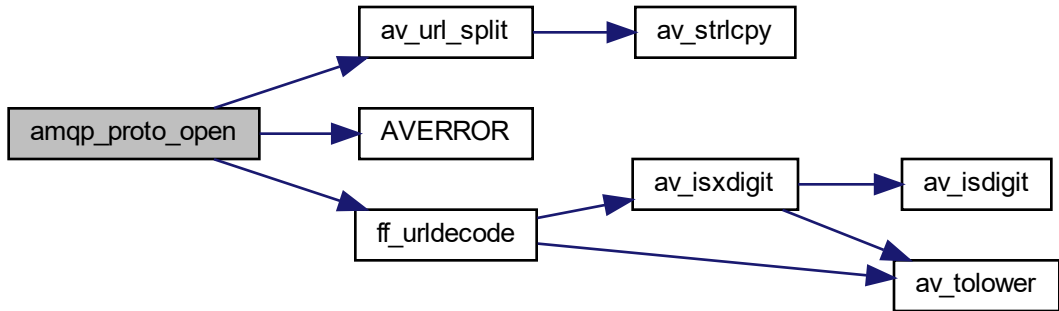 amqp_proto_open
av_url_split
av_strlcpy
AVERROR
ff_urldecode
av_isxdigit
av_isdigit
av_tolower